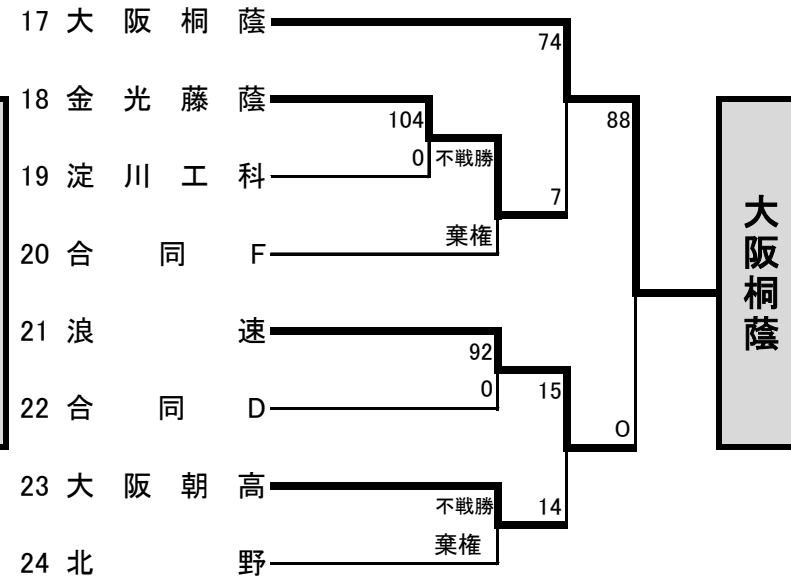 17 大阪桐蔭
74
18 金光藤蔭
104
88
0 不戦勝
19 淀川工科
7
棄権
20 合同F
大阪桐蔭
21 浪速
92
0
15
22 合同D
O
23 大阪朝高
不戦勝
14
棄権
24 北野